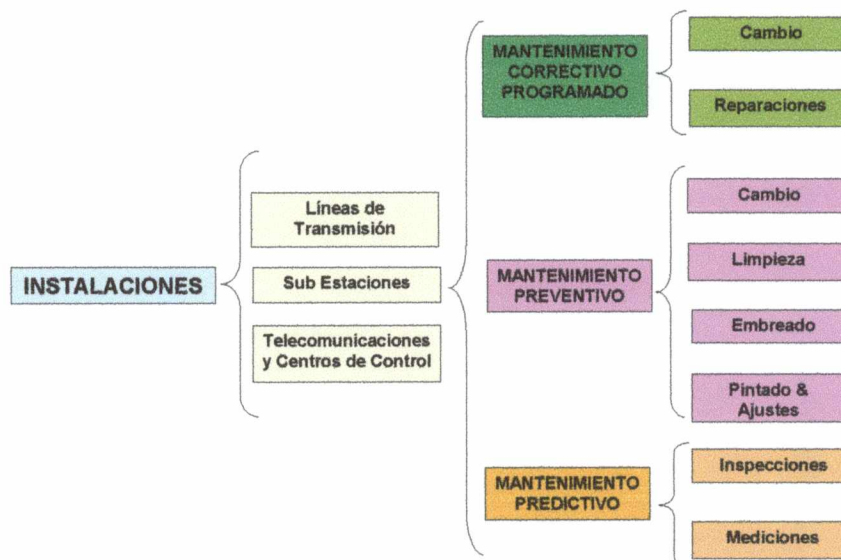 INSTALACIONES
Líneas de
Transmisión
Sub Estaciones
Telecomunicaciones
y Centros de Control
MANTENIMIENTO
CORRECTIVO
PROGRAMADO
Cambio
Reparaciones
MANTENIMIENTO
PREVENTIVO
Cambio
Limpieza
Embreado
Pintado &
Ajustes
MANTENIMIENTO
PREDICTIVO
Inspecciones
Mediciones